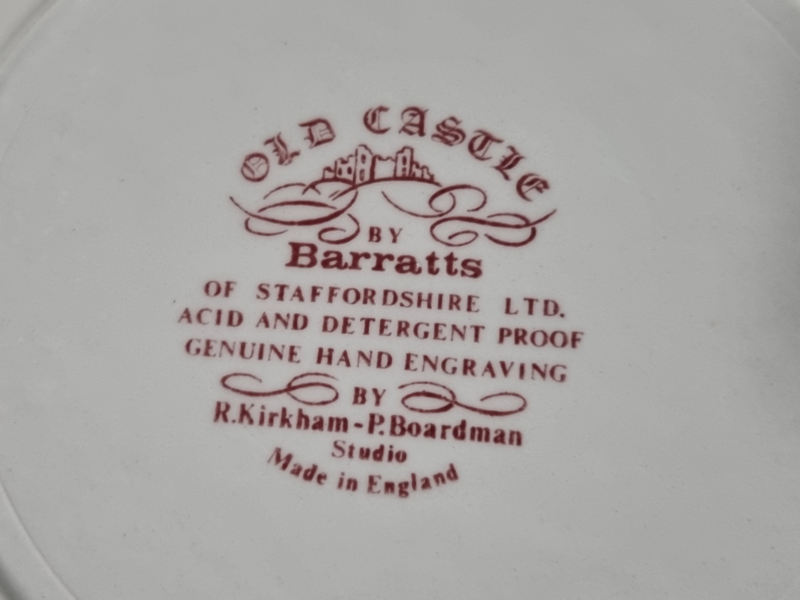 OLD CASTLE
BY
Barratts
OF STAFFORDSHIRE LTD.
ACID AND DETERGENT PROOF
GENUINE HAND ENGRAVING
BY
R.Kirkham-P.Boardman
Studio
Made in England